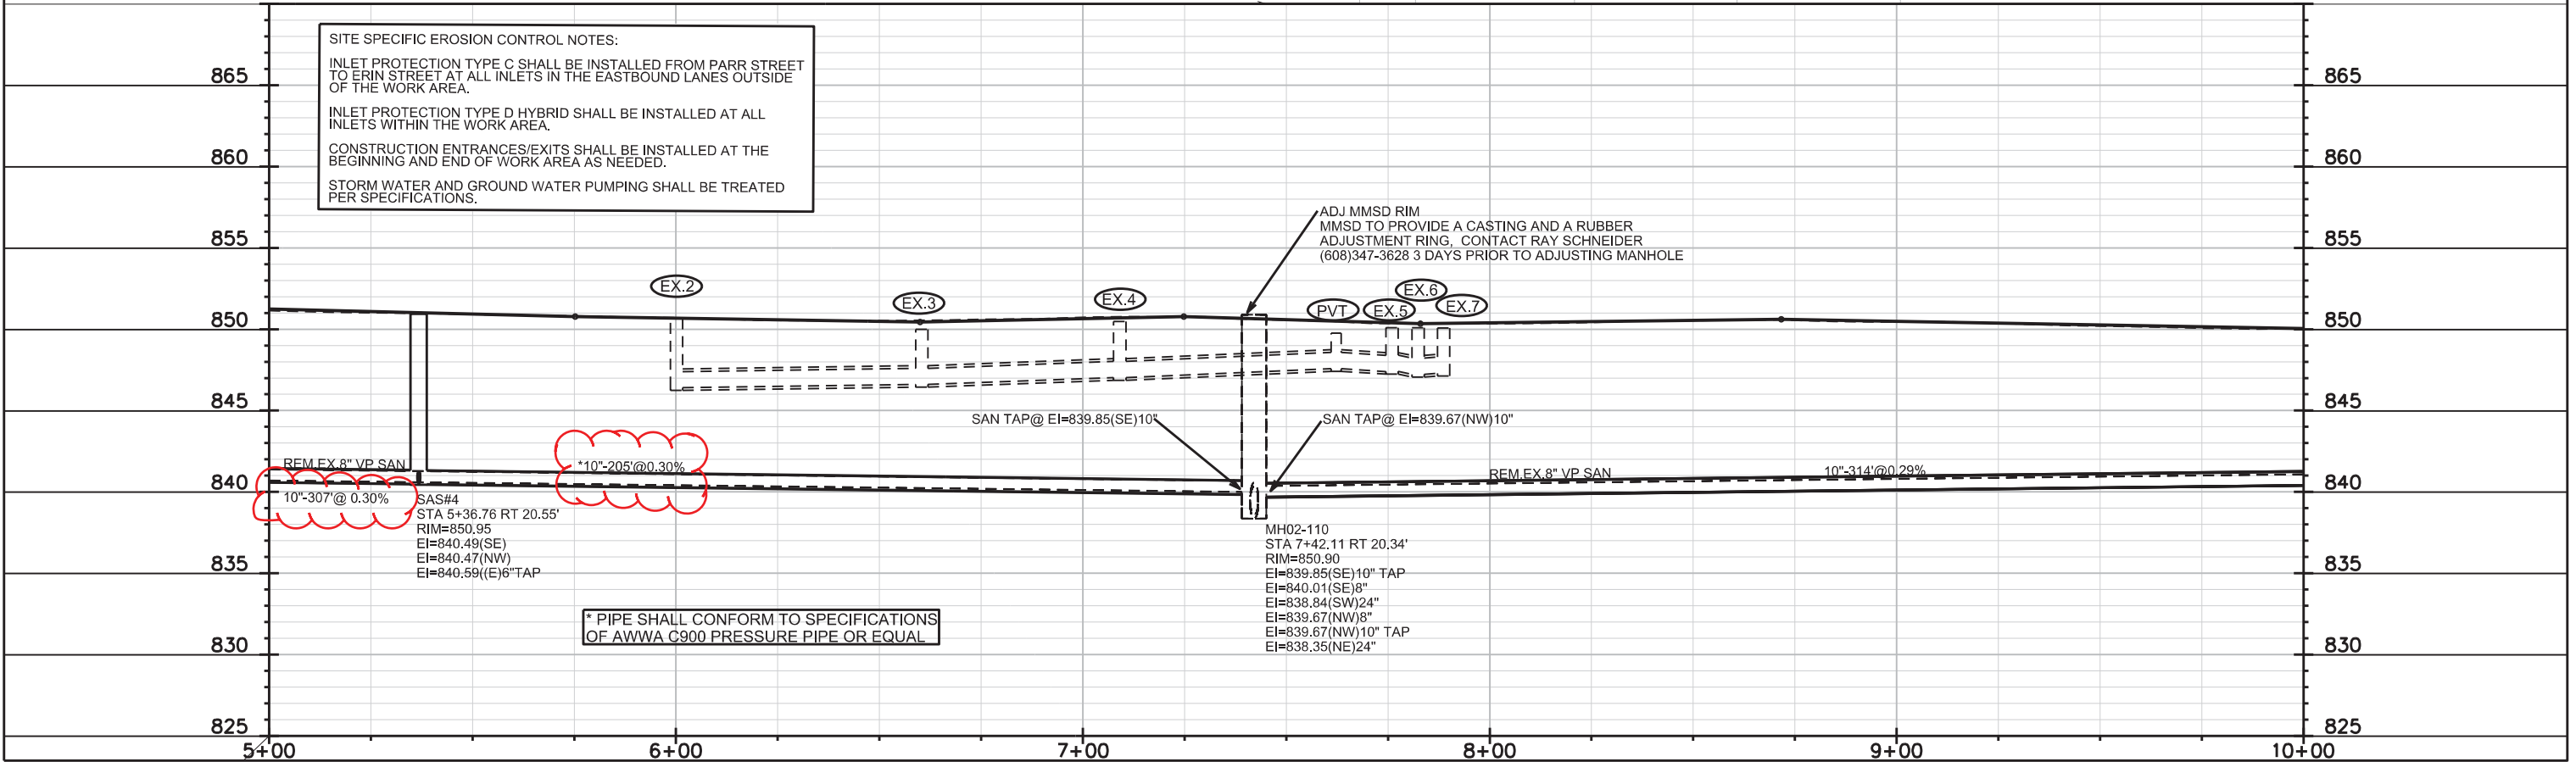 SITE SPECIFIC EROSION CONTROL NOTES:
INLET PROTECTION TYPE C SHALL BE INSTALLED FROM PARR STREET
TO ERIN STREET AT ALL INLETS IN THE EASTBOUND LANES OUTSIDE
OF THE WORK AREA.
INLET PROTECTION TYPE D HYBRID SHALL BE INSTALLED AT ALL
INLETS WITHIN THE WORK AREA.
CONSTRUCTION ENTRANCES/EXITS SHALL BE INSTALLED AT THE
BEGINNING AND END OF WORK AREA AS NEEDED.
STORM WATER AND GROUND WATER PUMPING SHALL BE TREATED
PER SPECIFICATIONS.
865 865
860 860
855 855
ADJ MMSD RIM
MMSD TO PROVIDE A CASTING AND A RUBBER
ADJUSTMENT RING, CONTACT RAY SCHNEIDER
(608)347-3628 3 DAYS PRIOR TO ADJUSTING MANHOLE
EX.2
EX.3
EX.4
PVT
EX.5
EX.6
EX.7
850 850
845 845
SAN TAP@ EI=839.85(SE)10"
SAN TAP@ EI=839.67(NW)10"
REM.EX.8" VP SAN
*10"-205'@0.30%
REM.EX.8" VP SAN
10"-314'@0.29%
840 840
10"-307'@ 0.30%
SAS#4
STA 5+36.76 RT 20.55'
RIM=850.95
EI=840.49(SE)
EI=840.47(NW)
EI=840.59((E)6"TAP
MH02-110
STA 7+42.11 RT 20.34'
RIM=850.90
EI=839.85(SE)10" TAP
EI=840.01(SE)8"
EI=838.84(SW)24"
EI=839.67(NW)8"
EI=839.67(NW)10" TAP
EI=838.35(NE)24"
835 835
* PIPE SHALL CONFORM TO SPECIFICATIONS
OF AWWA C900 PRESSURE PIPE OR EQUAL
830 830
825 825
5+00 6+00 7+00 8+00 9+00 10+00